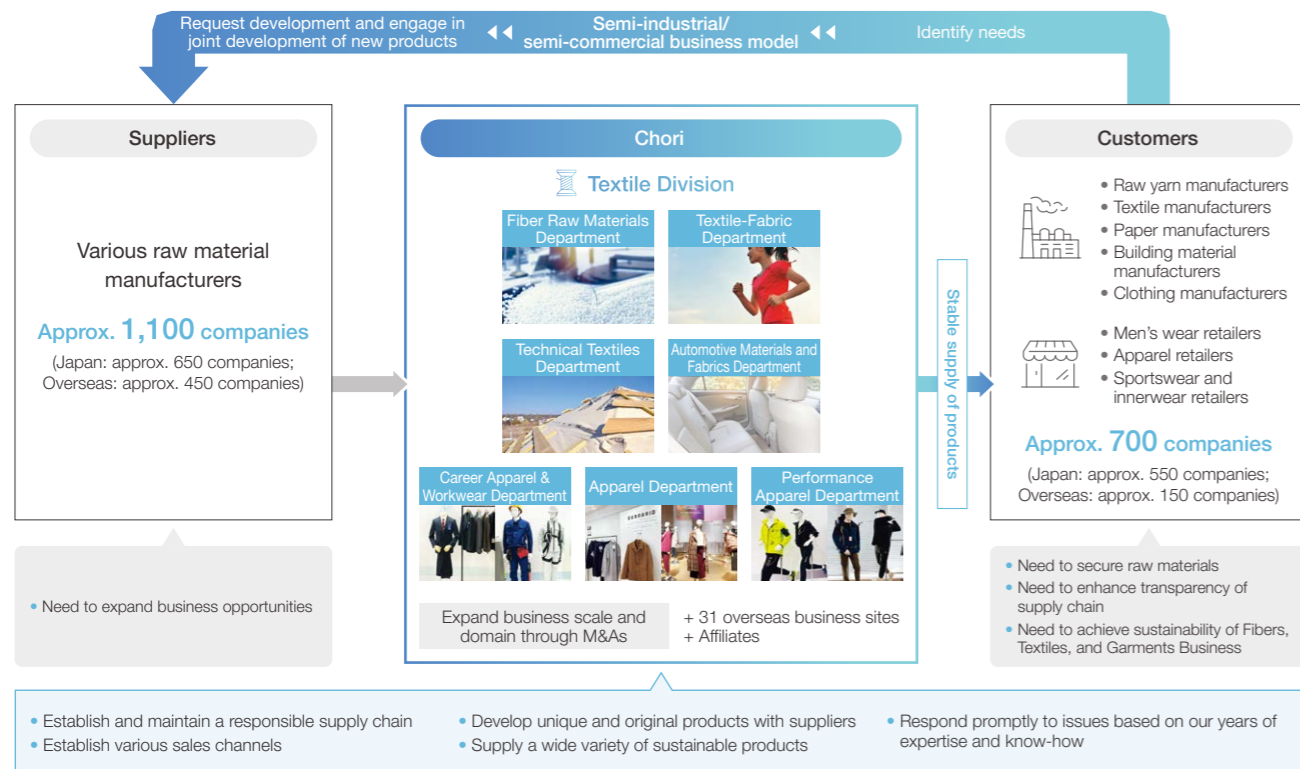 Request development and engage in
joint development of new products
Semi-industrial/
semi-commercial business model
Identify needs
Suppliers
Various raw material
manufacturers
Approx. 1,100 companies
(Japan: approx. 650 companies;
Overseas: approx. 450 companies)
• Need to expand business opportunities
Chori
Textile Division
Fiber Raw Materials
Department
Textile-Fabric
Department
Technical Textiles
Department
Automotive Materials and
Fabrics Department
Career Apparel &
Workwear Department
Apparel Department
Performance
Apparel Department
Expand business scale and
domain through M&As
+ 31 overseas business sites
+ Affiliates
Stable supply of products
Customers
• Raw yarn manufacturers
• Textile manufacturers
• Paper manufacturers
• Building material
manufacturers
• Clothing manufacturers
• Men's wear retailers
• Apparel retailers
• Sportswear and
innerwear retailers
Approx. 700 companies
(Japan: approx. 550 companies;
Overseas: approx. 150 companies)
• Need to secure raw materials
• Need to enhance transparency of
supply chain
• Need to achieve sustainability of Fibers,
Textiles, and Garments Business
• Establish and maintain a responsible supply chain
• Establish various sales channels
• Develop unique and original products with suppliers
• Supply a wide variety of sustainable products
• Respond promptly to issues based on our years of
expertise and know-how